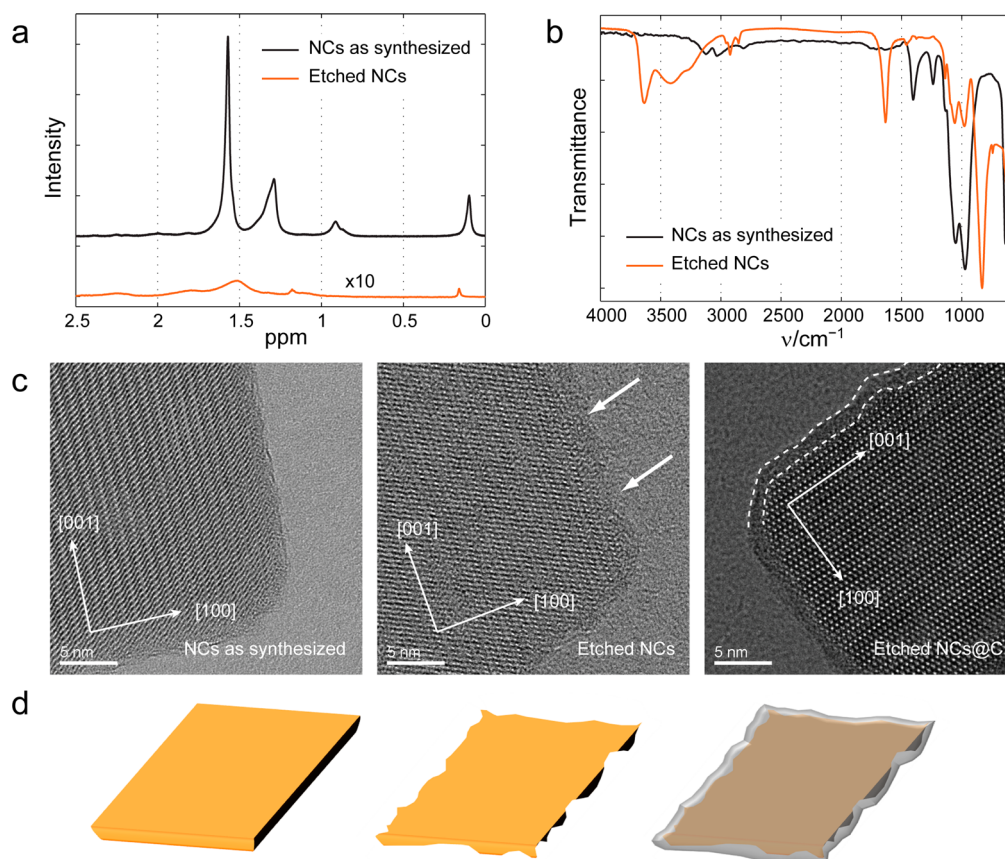 a
NCs as synthesized
Etched NCs
Intensity
x10
2.5 2 1.5 1 0.5 0
ppm
b
Transmittance
NCs as synthesized
Etched NCs
4000 3500 3000 2500 2000 1500 1000
ν/cm⁻¹
c
[001]
[100]
NCs as synthesized
5 nm
[001]
[100]
Etched NCs
5 nm
[001]
[100]
Etched NCs@C
5 nm
d